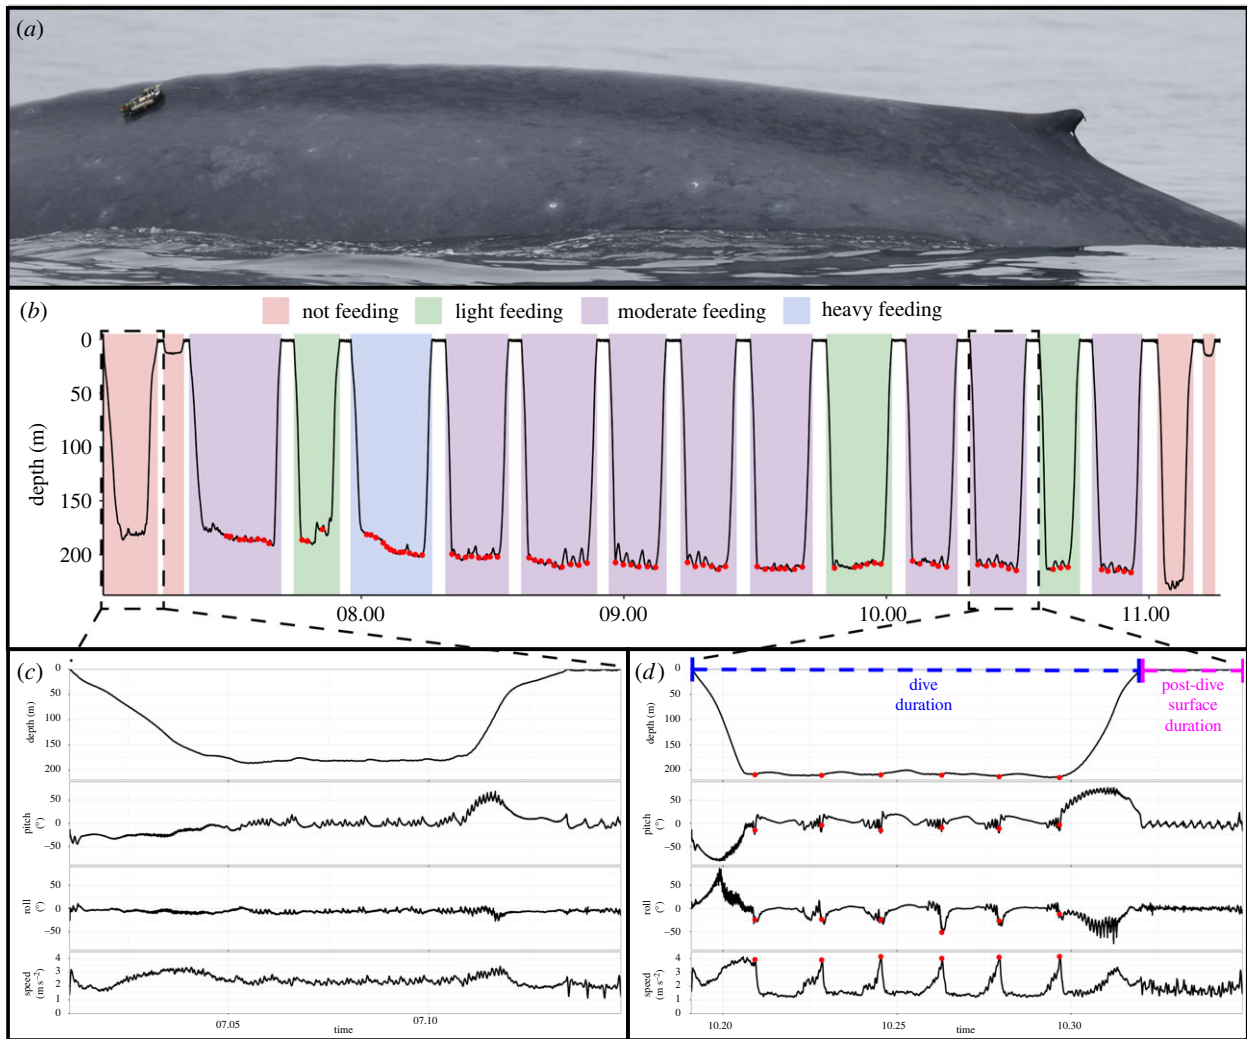 (a)
(b)
not feeding
light feeding
moderate feeding
heavy feeding
0
50
100
150
200
depth (m)
08.00
09.00
10.00
11.00
(c)
0
50
100
150
200
depth (m)
50
0
−50
pitch
(°)
50
0
−50
roll
(°)
4
3
2
1
0
speed
(m s⁻²)
07.05
07.10
time
(d)
dive
duration
post-dive
surface
duration
0
50
100
150
200
depth (m)
50
0
−50
pitch
(°)
50
0
−50
roll
(°)
4
3
2
1
0
speed
(m s⁻²)
10.20
10.25
10.30
time